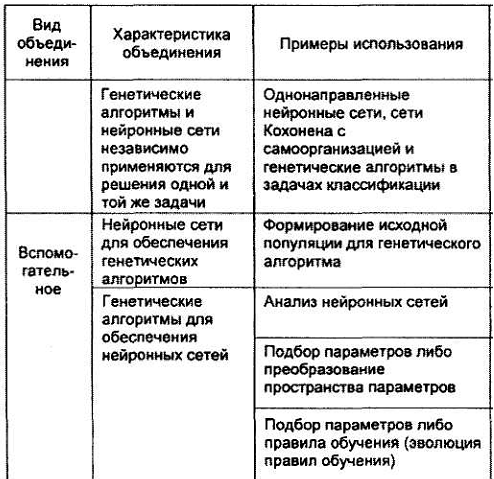 Вид
объеди-
нения
Характеристика
объединения
Примеры использования
Генетические
алгоритмы и
нейронные сети
независимо
применяются для
решения одной и
той же задачи
Однонаправленные
нейронные сети, сети
Кохонена с
самоорганизацией и
генетические алгоритмы в
задачах классификации
Вспомо-
гатель-
ное
Нейронные сети
для обеспечения
генетических
алгоритмов
Формирование исходной
популяции для генетического
алгоритма
Генетические
алгоритмы для
обеспечения
нейронных сетей
Анализ нейронных сетей
Подбор параметров либо
преобразование
пространства параметров
Подбор параметров либо
правила обучения (эволюция
правил обучения)